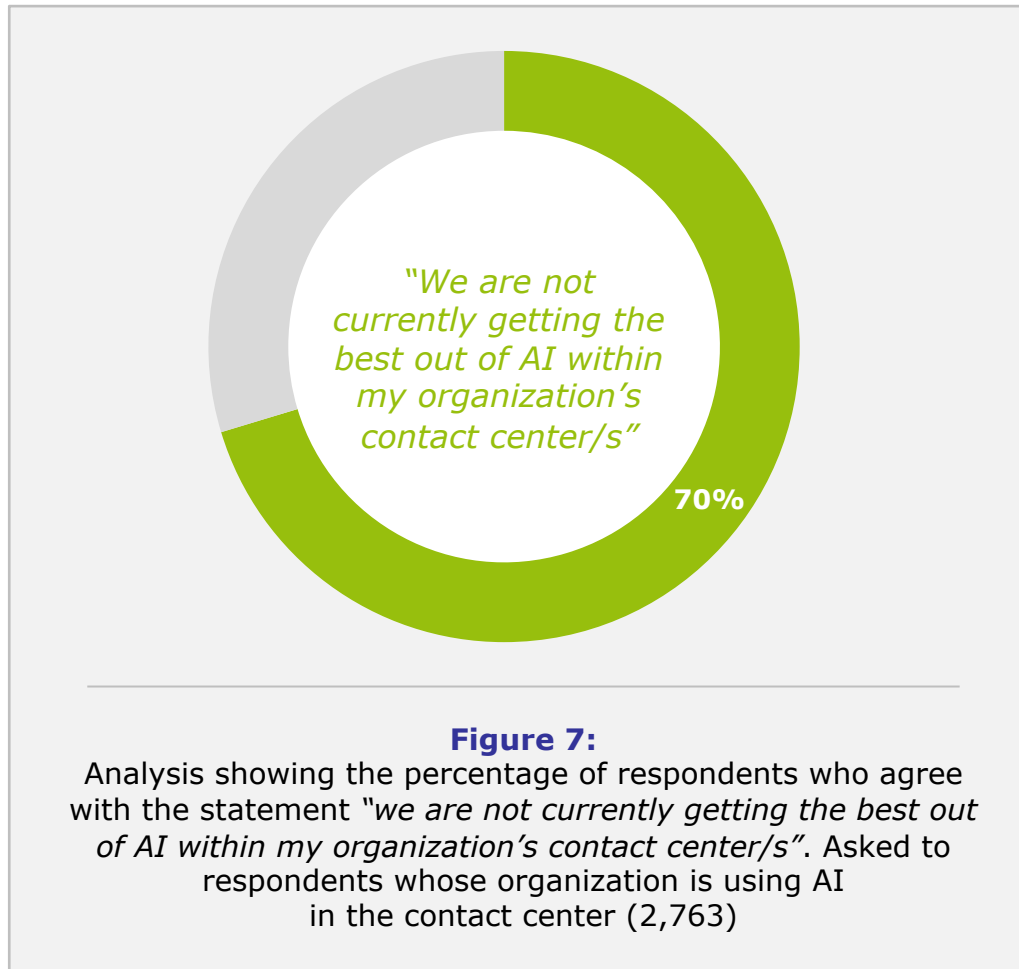 “We are not
currently getting the
best out of AI within
my organization’s
contact center/s”
70%
Figure 7:
Analysis showing the percentage of respondents who agree
with the statement “we are not currently getting the best out
of AI within my organization’s contact center/s”. Asked to
respondents whose organization is using AI
in the contact center (2,763)